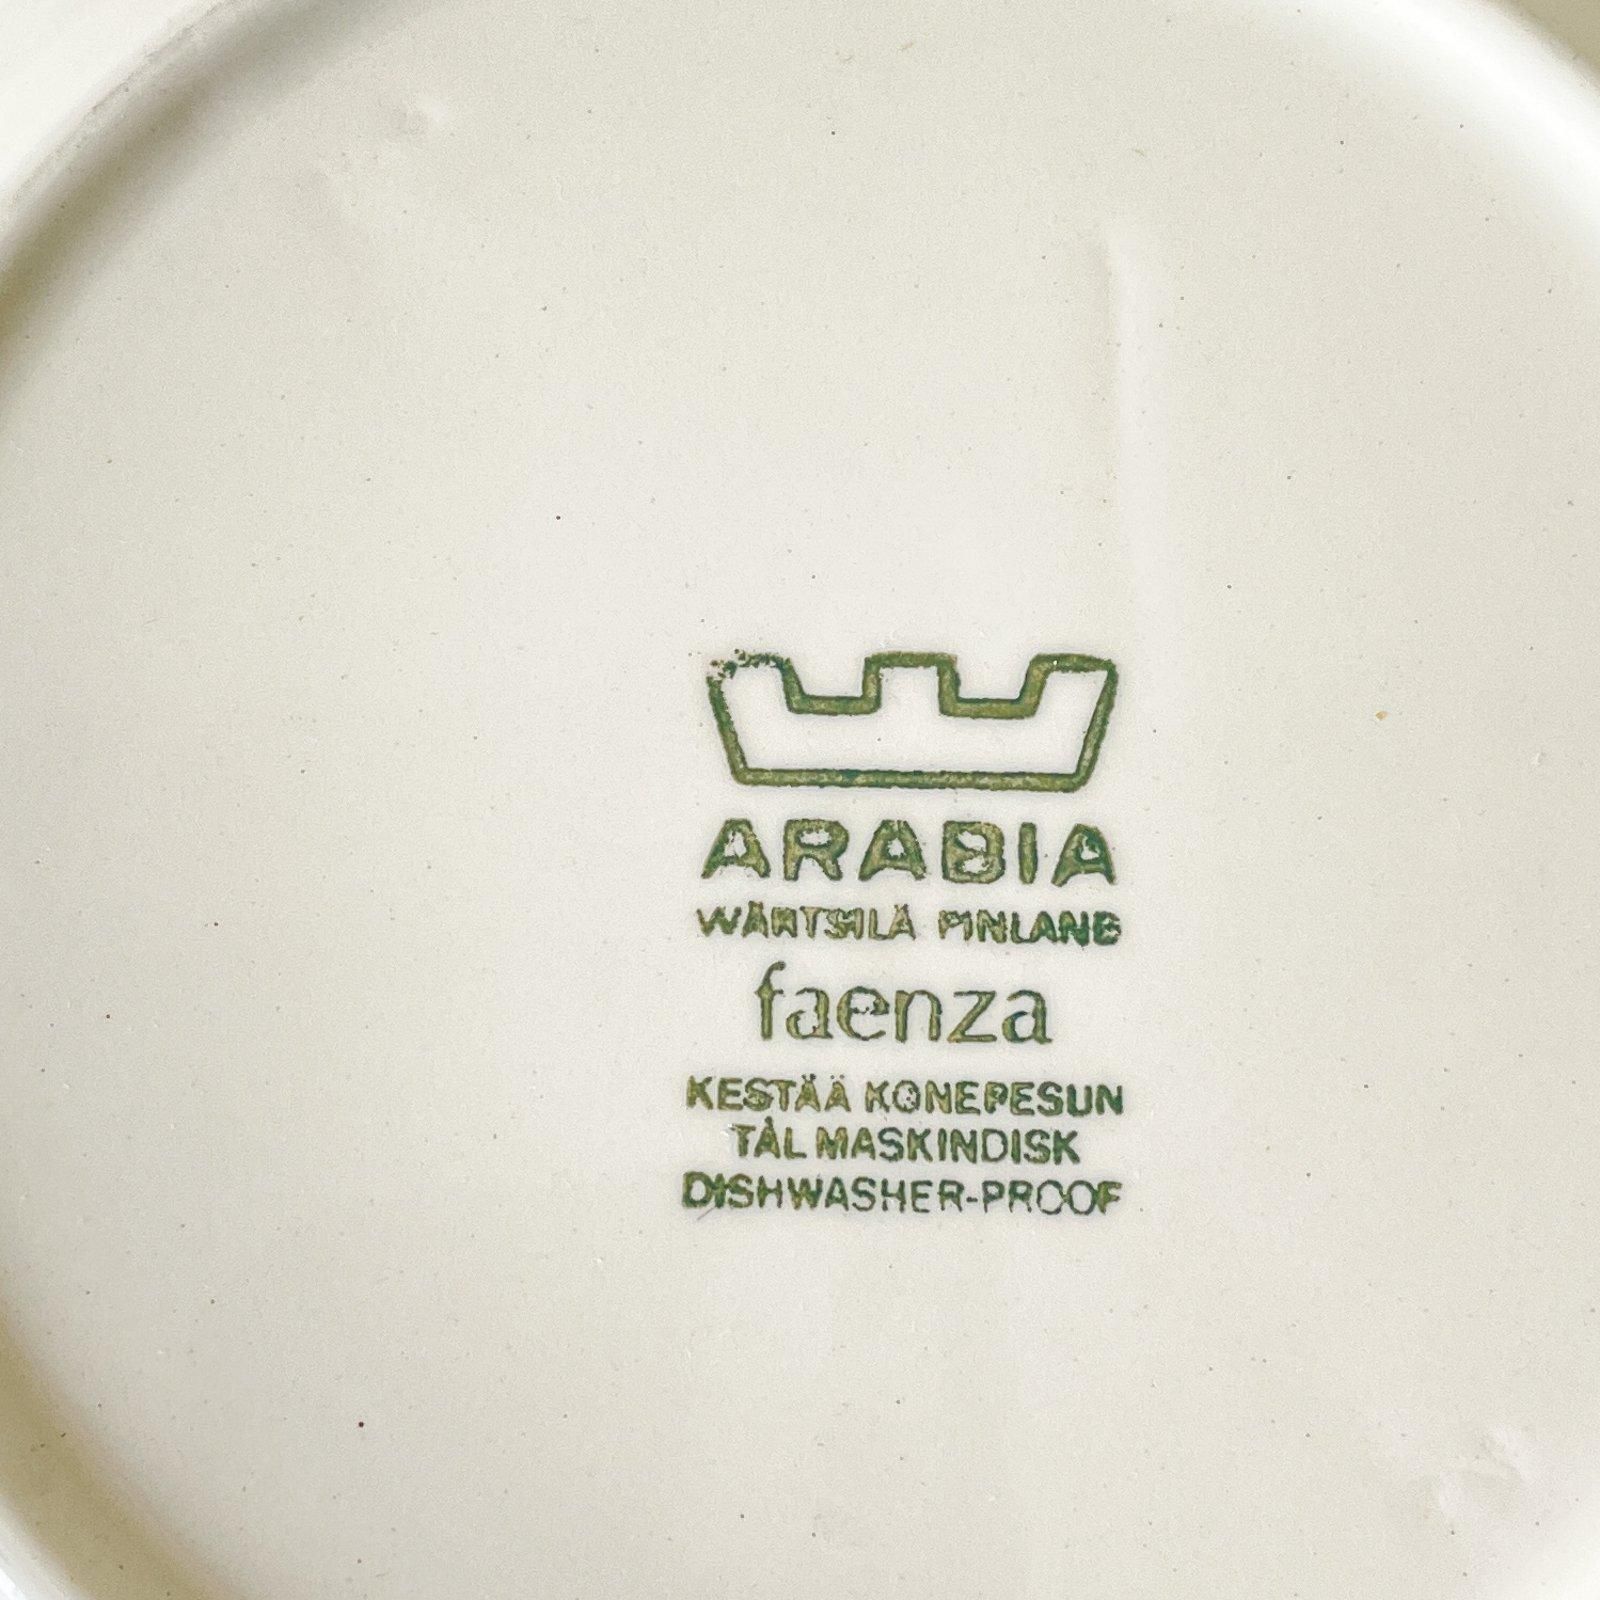 ARABIA
WÄRTSILÄ FINLAND
faenza
KESTÄÄ KONEPESUN
TÅL MASKINDISK
DISHWASHER-PROOF